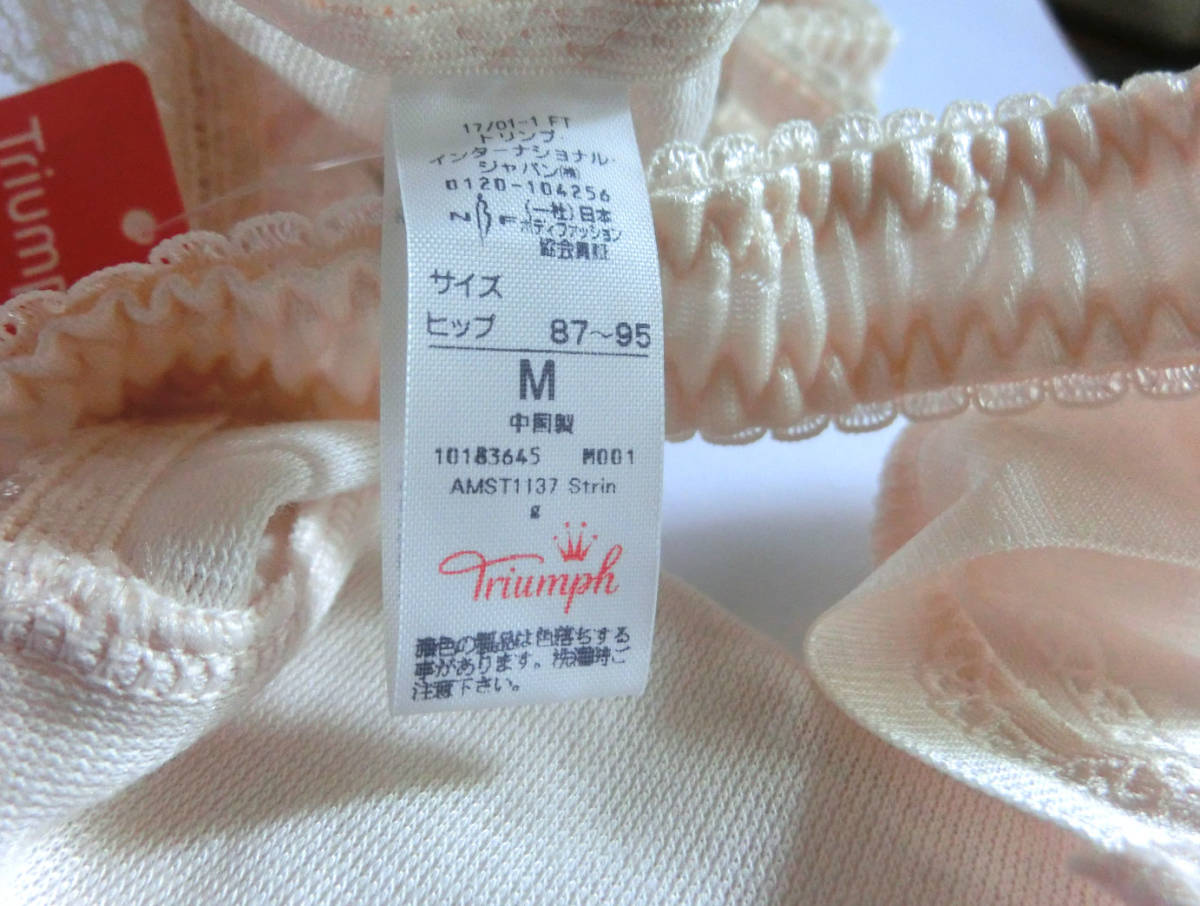 Trium
17/01-1 FT
トリンプ・
インターナショナル・
ジャパン㈱
0120-104256
N F (一社)日本
ボディファッション
協会員証
サイズ
ヒップ 87～95
M
中国製
10183645 M001
AMST1137 Strin
g
Triumph
濃色の製品は色落ちする
事があります。洗濯時ご
注意下さい。